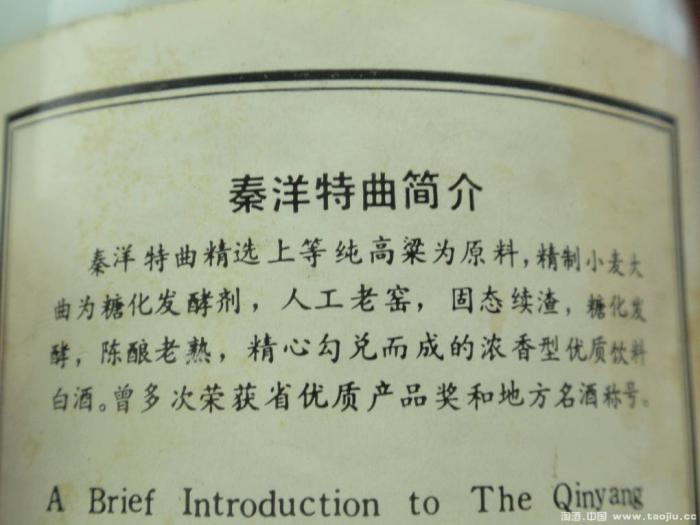 秦洋特曲简介
秦洋特曲精选上等纯高粱为原料，精制小麦大
曲为糖化发酵剂，人工老窑，固态续渣，糖化发
酵，陈酿老熟，精心勾兑而成的浓香型优质饮料
白酒。曾多次荣获省优质产品奖和地方名酒称号。
A Brief Introduction to The Qinyang
淘酒.中国 www.taojiu.cc